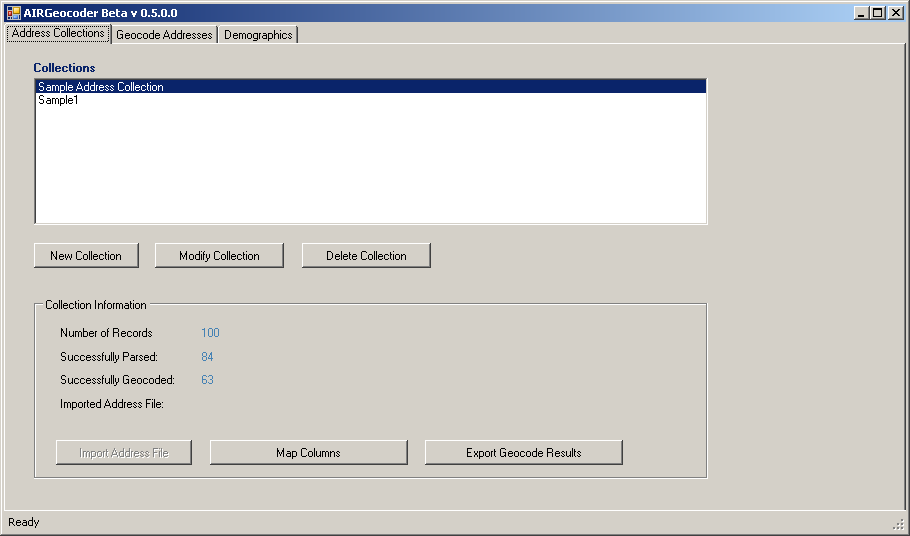 AIRGeocoder Beta v 0.5.0.0
Address Collections Geocode Addresses Demographics
Collections
Sample Address Collection
Sample1
New Collection Modify Collection Delete Collection
Collection Information
Number of Records 100
Successfully Parsed: 84
Successfully Geocoded: 63
Imported Address File:
Import Address File Map Columns Export Geocode Results
Ready